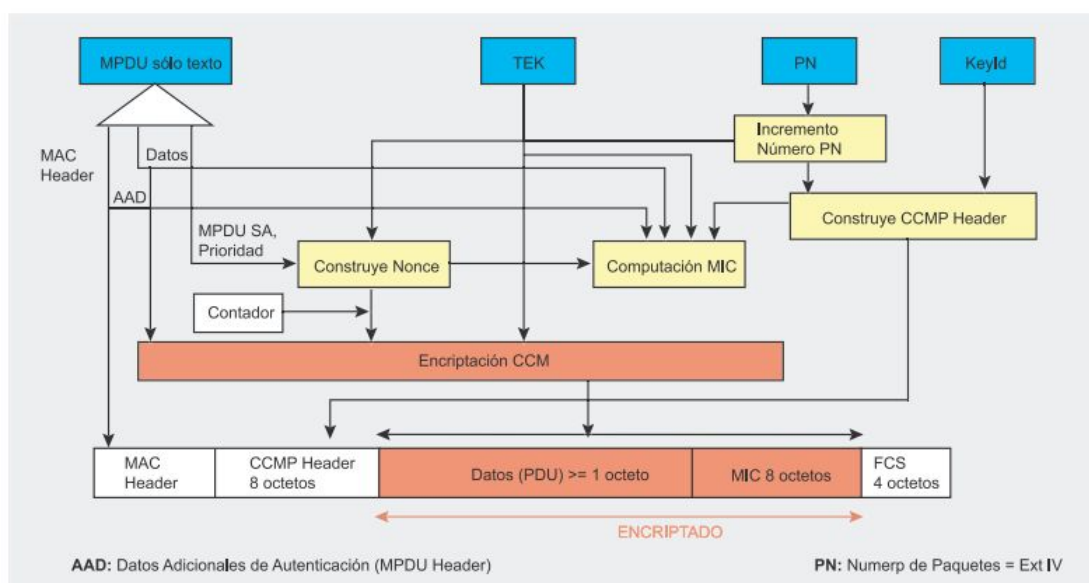 MPDU sólo texto
TEK
PN
KeyId
Incremento
Número PN
MAC
Header
Datos
AAD
Construye CCMP Header
MPDU SA,
Prioridad
Construye Nonce
Computación MIC
Contador
Encriptación CCM
MAC
Header
CCMP Header
8 octetos
Datos (PDU) >= 1 octeto
MIC 8 octetos
FCS
4 octetos
ENCRIPTADO
AAD: Datos Adicionales de Autenticación (MPDU Header)
PN: Numerp de Paquetes = Ext IV